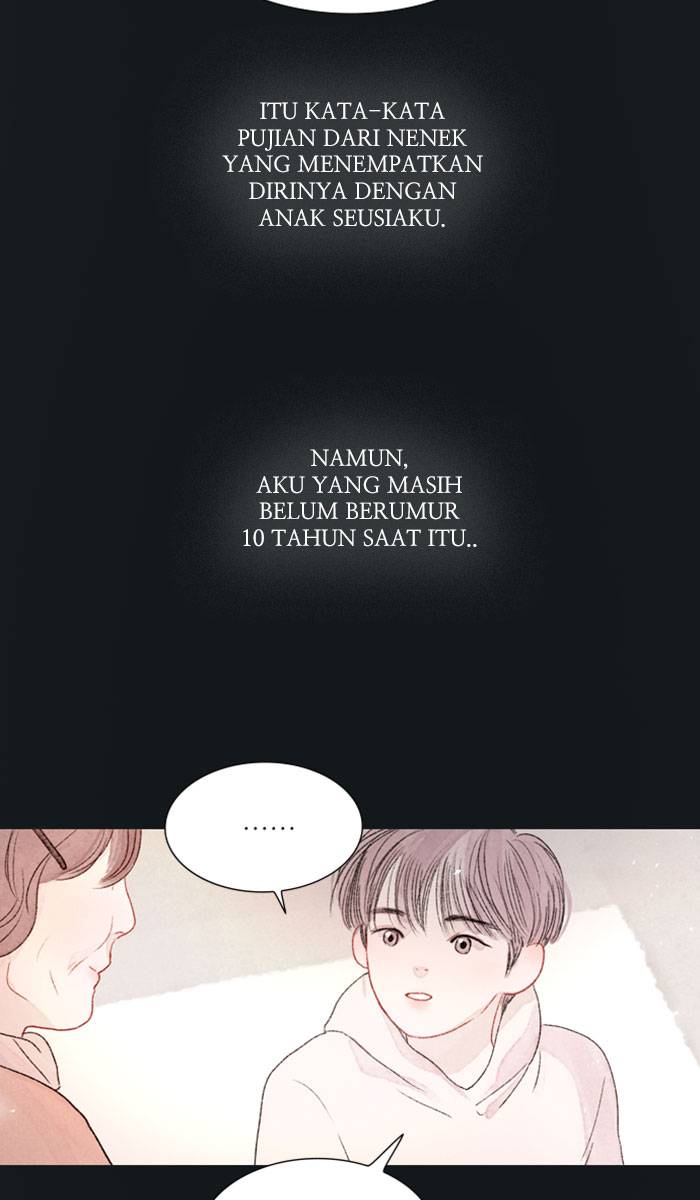 ITU KATA-KATA
PUJIAN DARI NENEK
YANG MENEMPATKAN
DIRINYA DENGAN
ANAK SEUSIAKU.
NAMUN,
AKU YANG MASIH
BELUM BERUMUR
10 TAHUN SAAT ITU..
......